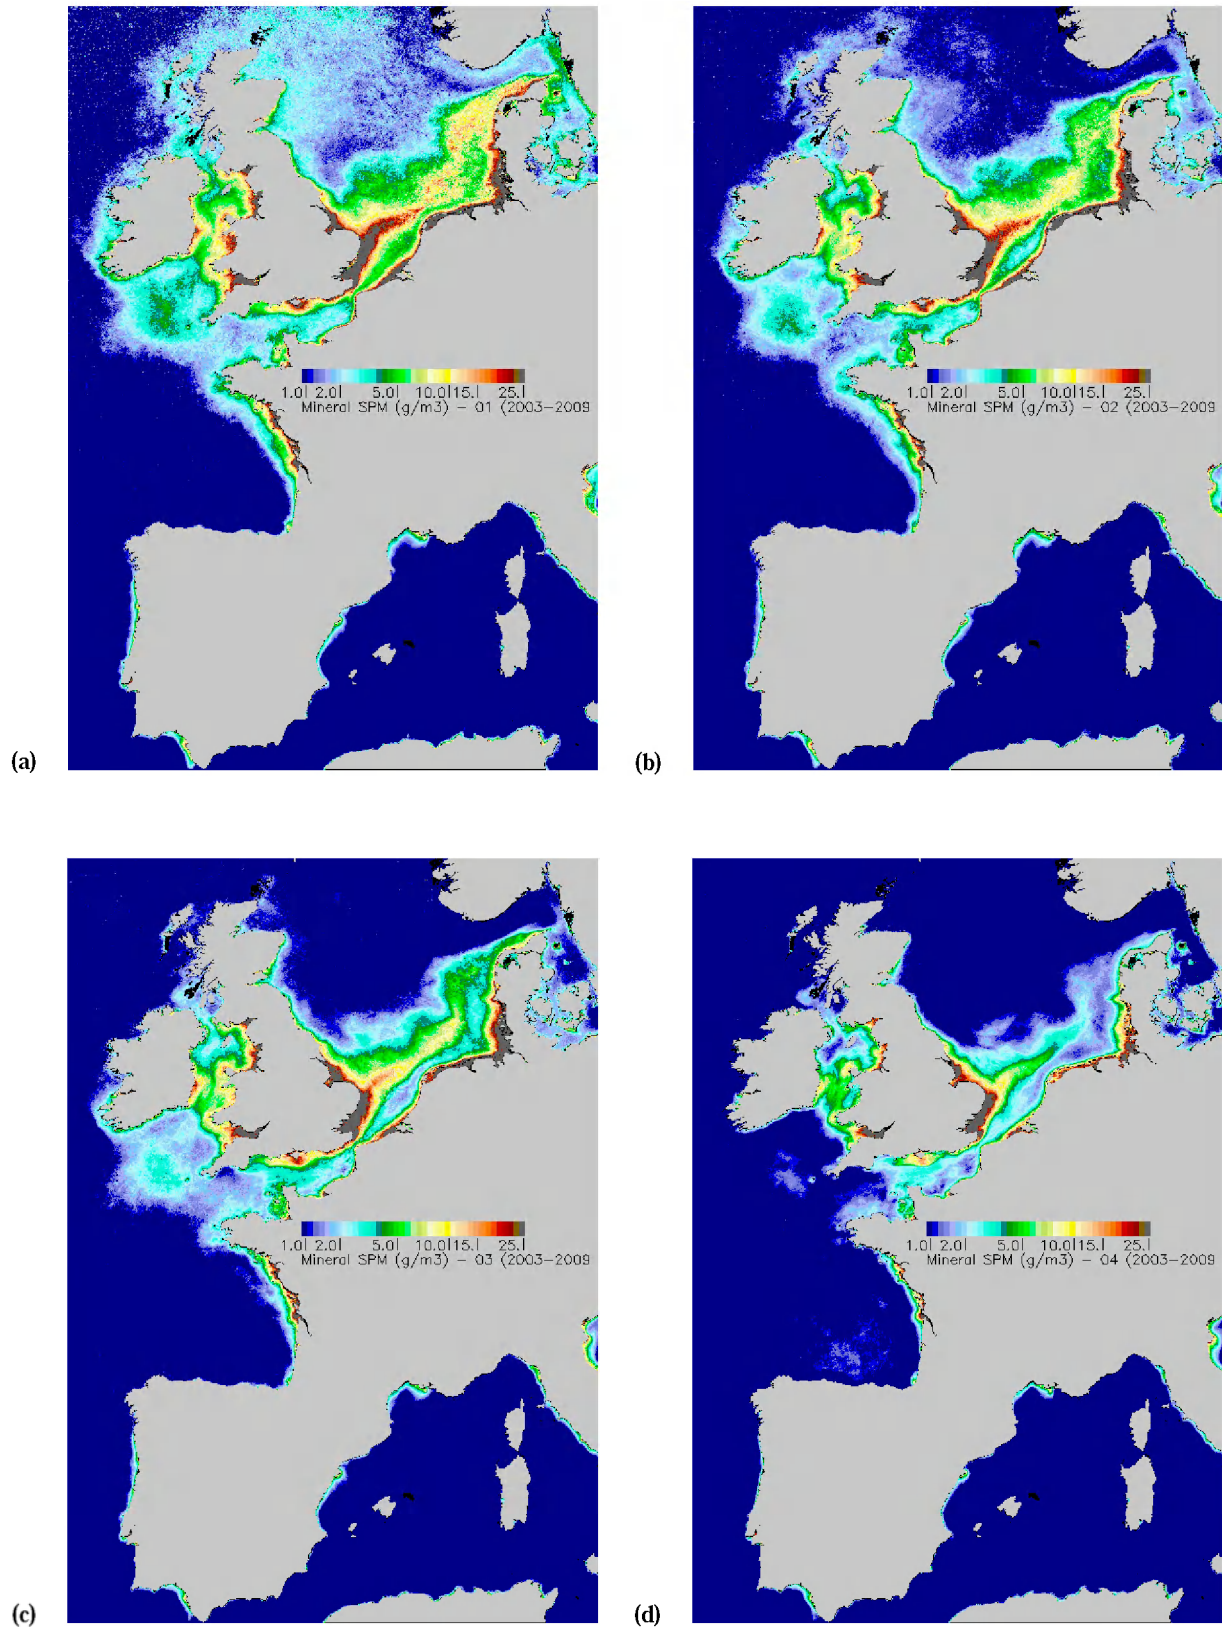 1.0 2.0 5.0 10.0 15. 25.
Mineral SPM (g/m3) - 01 (2003-2009
1.0 2.0 5.0 10.0 15. 25.
Mineral SPM (g/m3) - 02 (2003-2009
(a)
(b)
1.0 2.0 5.0 10.0 15. 25.
Mineral SPM (g/m3) - 03 (2003-2009
1.0 2.0 5.0 10.0 15. 25.
Mineral SPM (g/m3) - 04 (2003-2009
(c)
(d)